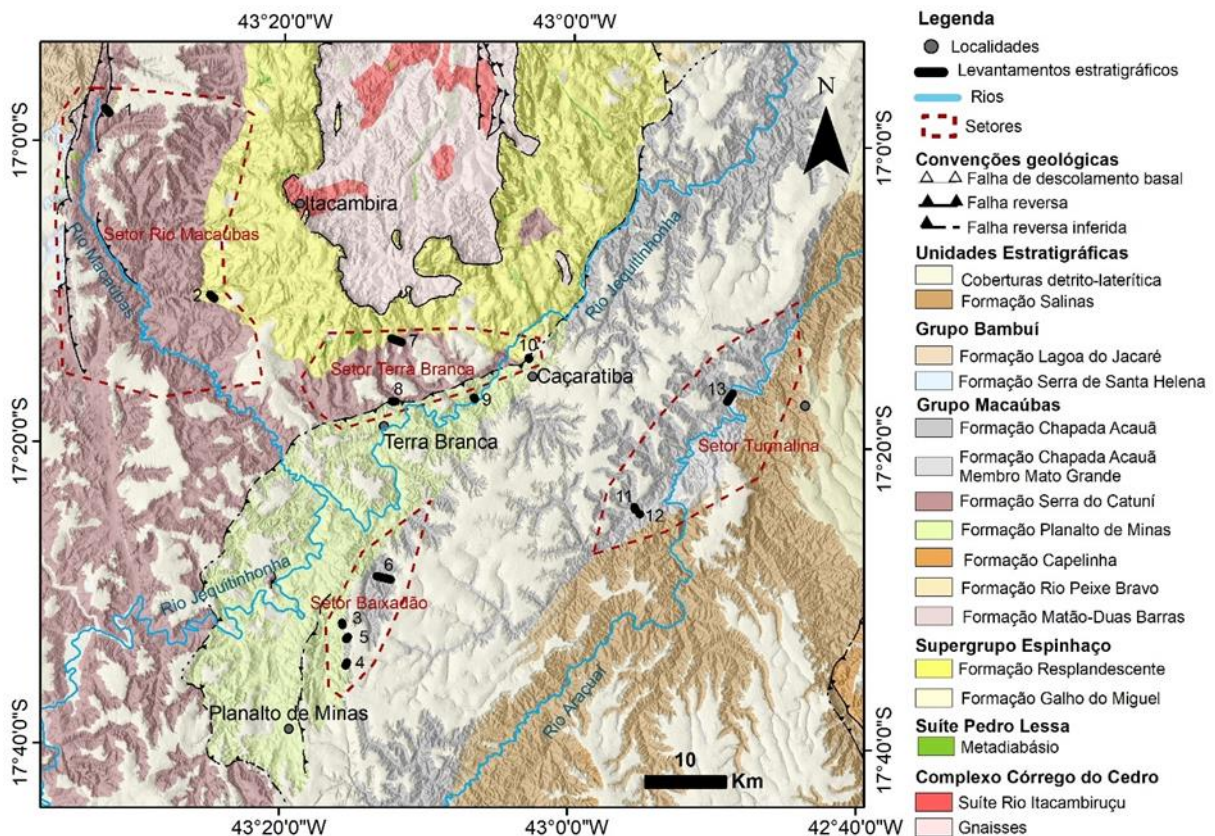 43°20'0"W
43°0'0"W
N
17°0'0"S
17°0'0"S
1
Itacambira
Setor Rio Macaúbas
Rio Macaúbas
Rio Jequitinhonha
2
7
10
Setor Terra Branca
Caçaratiba
8
9
13
17°20'0"S
17°20'0"S
Terra Branca
Setor Turmalina
11
12
6
Rio Jequitinhonha
Setor Baixadão
3
5
4
Rio Araçuaí
Planalto de Minas
17°40'0"S
17°40'0"S
10
Km
43°20'0"W
43°0'0"W
42°40'0"W
Legenda
Localidades
Levantamentos estratigráficos
Rios
Setores
Convenções geológicas
Falha de descolamento basal
Falha reversa
Falha reversa inferida
Unidades Estratigráficas
Coberturas detrito-laterítica
Formação Salinas
Grupo Bambuí
Formação Lagoa do Jacaré
Formação Serra de Santa Helena
Grupo Macaúbas
Formação Chapada Acauã
Formação Chapada Acauã
Membro Mato Grande
Formação Serra do Catuní
Formação Planalto de Minas
Formação Capelinha
Formação Rio Peixe Bravo
Formação Matão-Duas Barras
Supergrupo Espinhaço
Formação Resplandescente
Formação Galho do Miguel
Suíte Pedro Lessa
Metadiabásio
Complexo Córrego do Cedro
Suíte Rio Itacambiruçu
Gnaisses